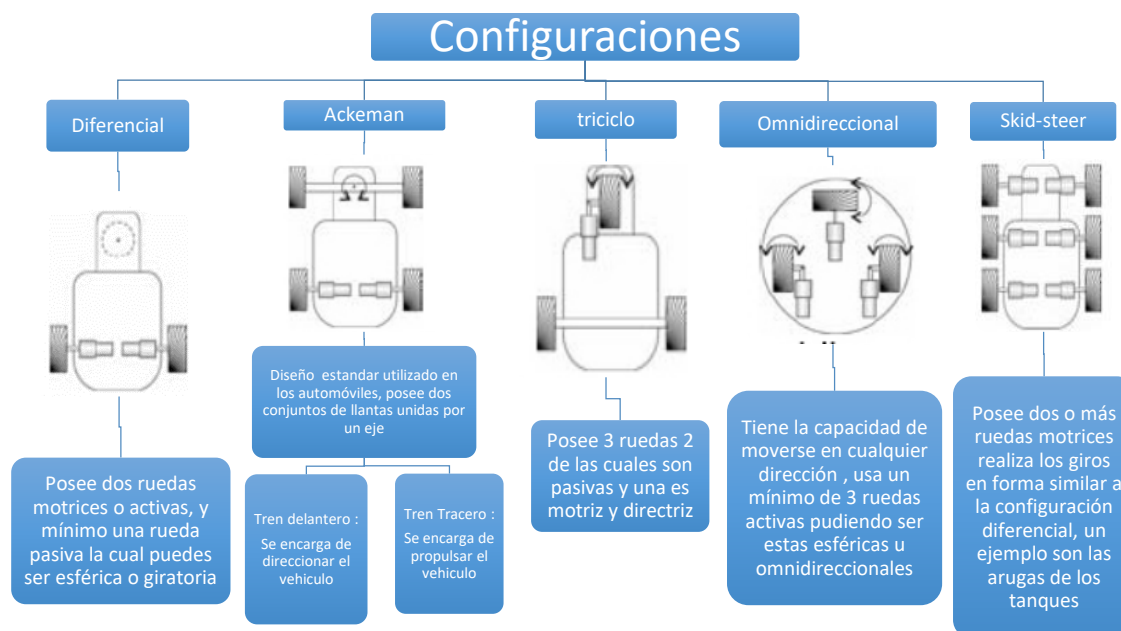 Configuraciones
Diferencial
Ackeman
triciclo
Omnidireccional
Skid-steer
Posee dos ruedas
motrices o activas, y
mínimo una rueda
pasiva la cual puedes
ser esférica o giratoria
Diseño estandar utilizado en
los automóviles, posee dos
conjuntos de llantas unidas por
un eje
Tren delantero :
Se encarga de
direccionar el
vehiculo
Tren Tracero :
Se encarga de
propulsar el
vehiculo
Posee 3 ruedas 2
de las cuales son
pasivas y una es
motriz y directriz
Tiene la capacidad de
moverse en cualquier
dirección , usa un
mínimo de 3 ruedas
activas pudiendo ser
estas esféricas u
omnidireccionales
Posee dos o más
ruedas motrices
realiza los giros
en forma similar a
la configuración
diferencial, un
ejemplo son las
arugas de los
tanques